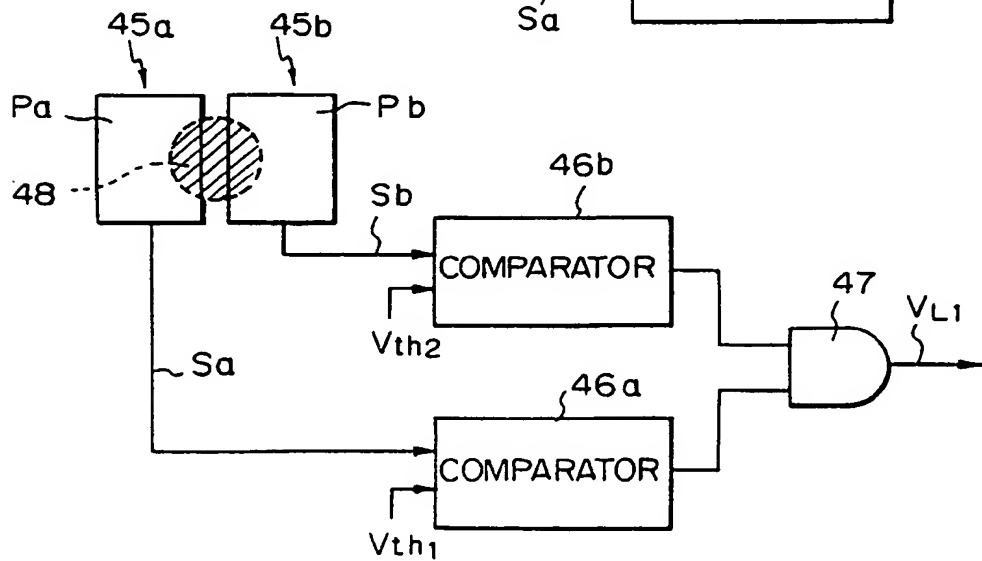 Sa
45a
45b
Pa
Pb
48
Sb
46b
COMPARATOR
Vth2
47
VL1
Sa
46a
COMPARATOR
Vth1